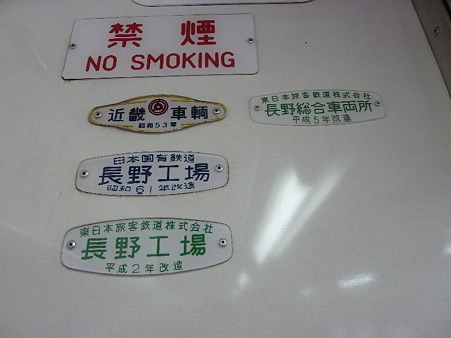 禁煙
NO SMOKING
近畿車輛
昭和53年
東日本旅客鉄道株式会社
長野総合車両所
平成5年改造
日本国有鉄道
長野工場
昭和61年改造
東日本旅客鉄道株式会社
長野工場
平成2年改造